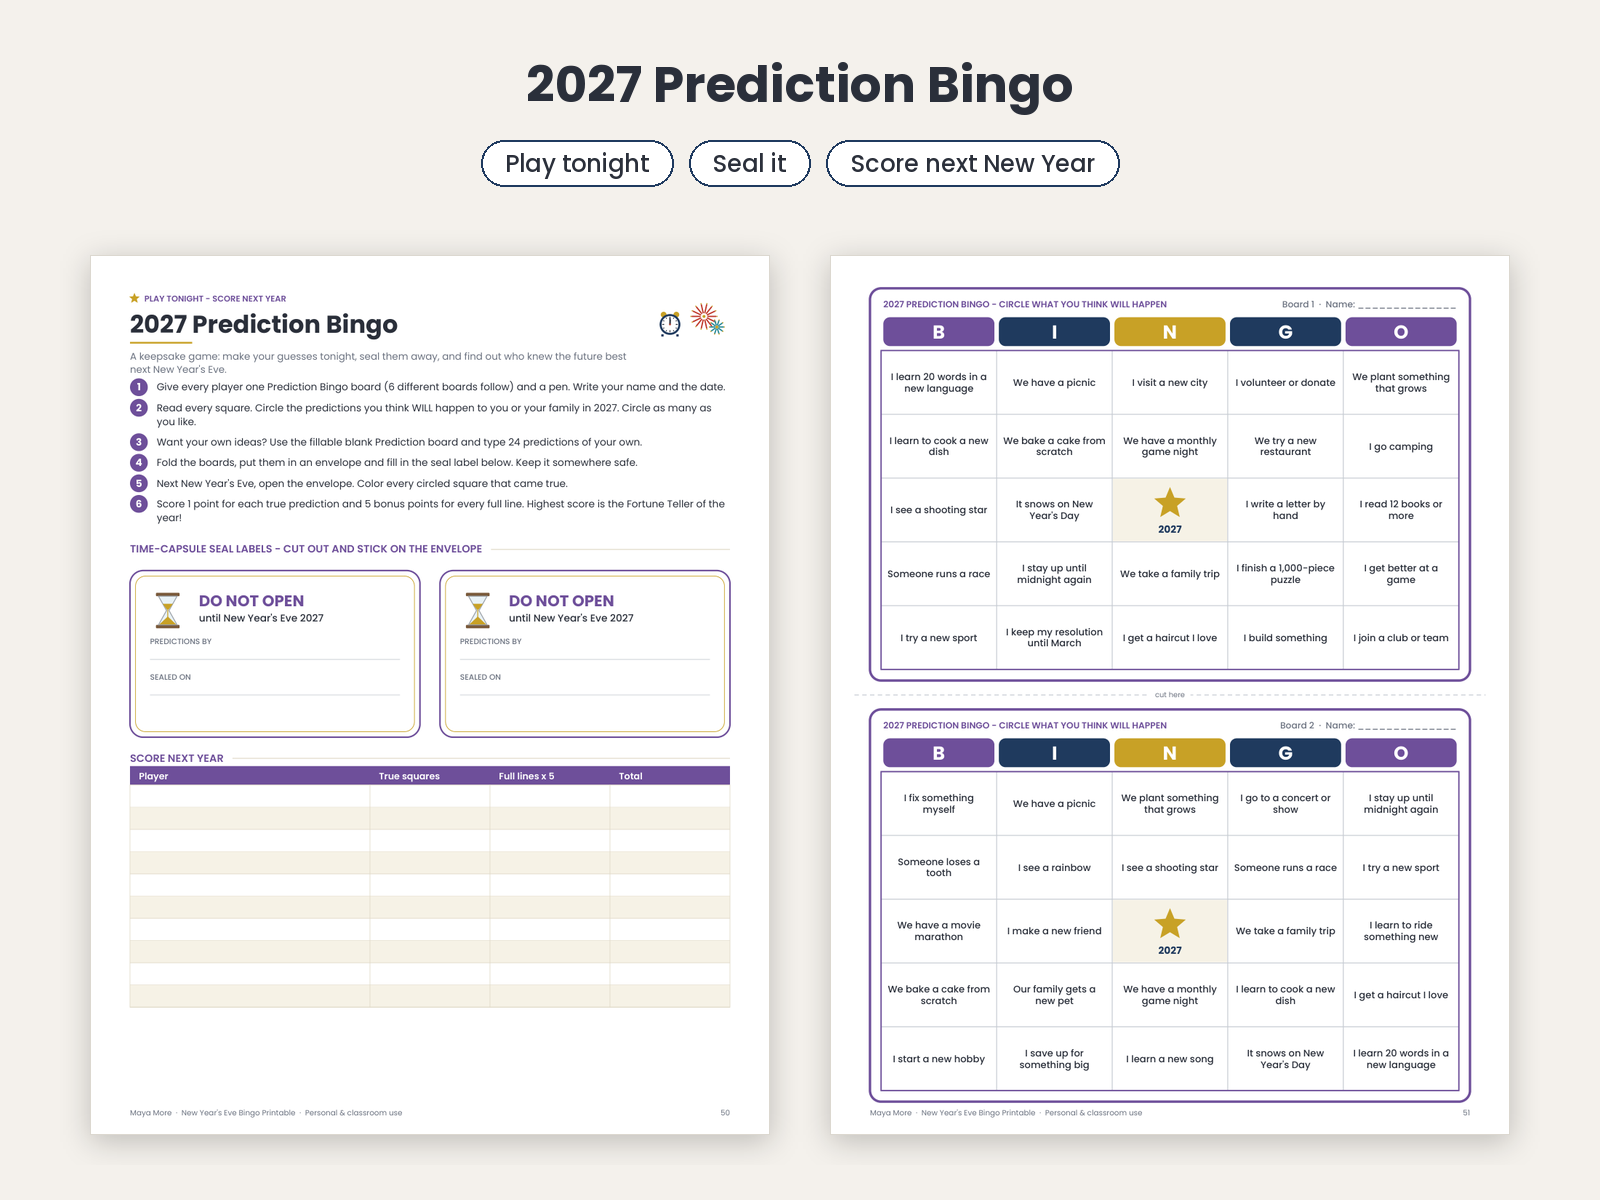 2027 Prediction Bingo
Play tonight
Seal it
Score next New Year
PLAY TONIGHT - SCORE NEXT YEAR
2027 Prediction Bingo
A keepsake game: make your guesses tonight, seal them away, and find out who knew the future best
next New Year's Eve.
1 Give every player one Prediction Bingo board (6 different boards follow) and a pen. Write your name and the date.
2 Read every square. Circle the predictions you think WILL happen to you or your family in 2027. Circle as many as
you like.
3 Want your own ideas? Use the fillable blank Prediction board and type 24 predictions of your own.
4 Fold the boards, put them in an envelope and fill in the seal label below. Keep it somewhere safe.
5 Next New Year's Eve, open the envelope. Color every circled square that came true.
6 Score 1 point for each true prediction and 5 bonus points for every full line. Highest score is the Fortune Teller of the
year!
TIME-CAPSULE SEAL LABELS - CUT OUT AND STICK ON THE ENVELOPE
DO NOT OPEN
until New Year's Eve 2027
PREDICTIONS BY
SEALED ON
DO NOT OPEN
until New Year's Eve 2027
PREDICTIONS BY
SEALED ON
SCORE NEXT YEAR
Player True squares Full lines x 5 Total
Maya More · New Year's Eve Bingo Printable · Personal & classroom use 50
2027 PREDICTION BINGO - CIRCLE WHAT YOU THINK WILL HAPPEN Board 1 · Name: _______________
B I N G O
I learn 20 words in a
new language
We have a picnic
I visit a new city
I volunteer or donate
We plant something
that grows
I learn to cook a new
dish
We bake a cake from
scratch
We have a monthly
game night
We try a new
restaurant
I go camping
I see a shooting star
It snows on New
Year's Day
2027
I write a letter by
hand
I read 12 books or
more
Someone runs a race
I stay up until
midnight again
We take a family trip
I finish a 1,000-piece
puzzle
I get better at a
game
I try a new sport
I keep my resolution
until March
I get a haircut I love
I build something
I join a club or team
cut here
2027 PREDICTION BINGO - CIRCLE WHAT YOU THINK WILL HAPPEN Board 2 · Name: _______________
B I N G O
I fix something
myself
We have a picnic
We plant something
that grows
I go to a concert or
show
I stay up until
midnight again
Someone loses a
tooth
I see a rainbow
I see a shooting star
Someone runs a race
I try a new sport
We have a movie
marathon
I make a new friend
2027
We take a family trip
I learn to ride
something new
We bake a cake from
scratch
Our family gets a
new pet
We have a monthly
game night
I learn to cook a new
dish
I get a haircut I love
I start a new hobby
I save up for
something big
I learn a new song
It snows on New
Year's Day
I learn 20 words in a
new language
Maya More · New Year's Eve Bingo Printable · Personal & classroom use 51